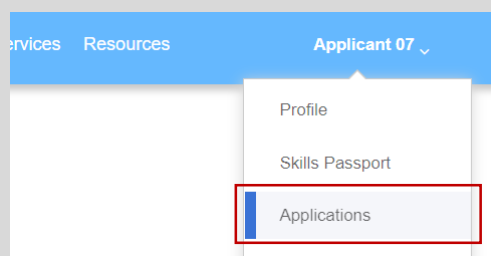 ervices Resources Applicant 07
Profile
Skills Passport
Applications